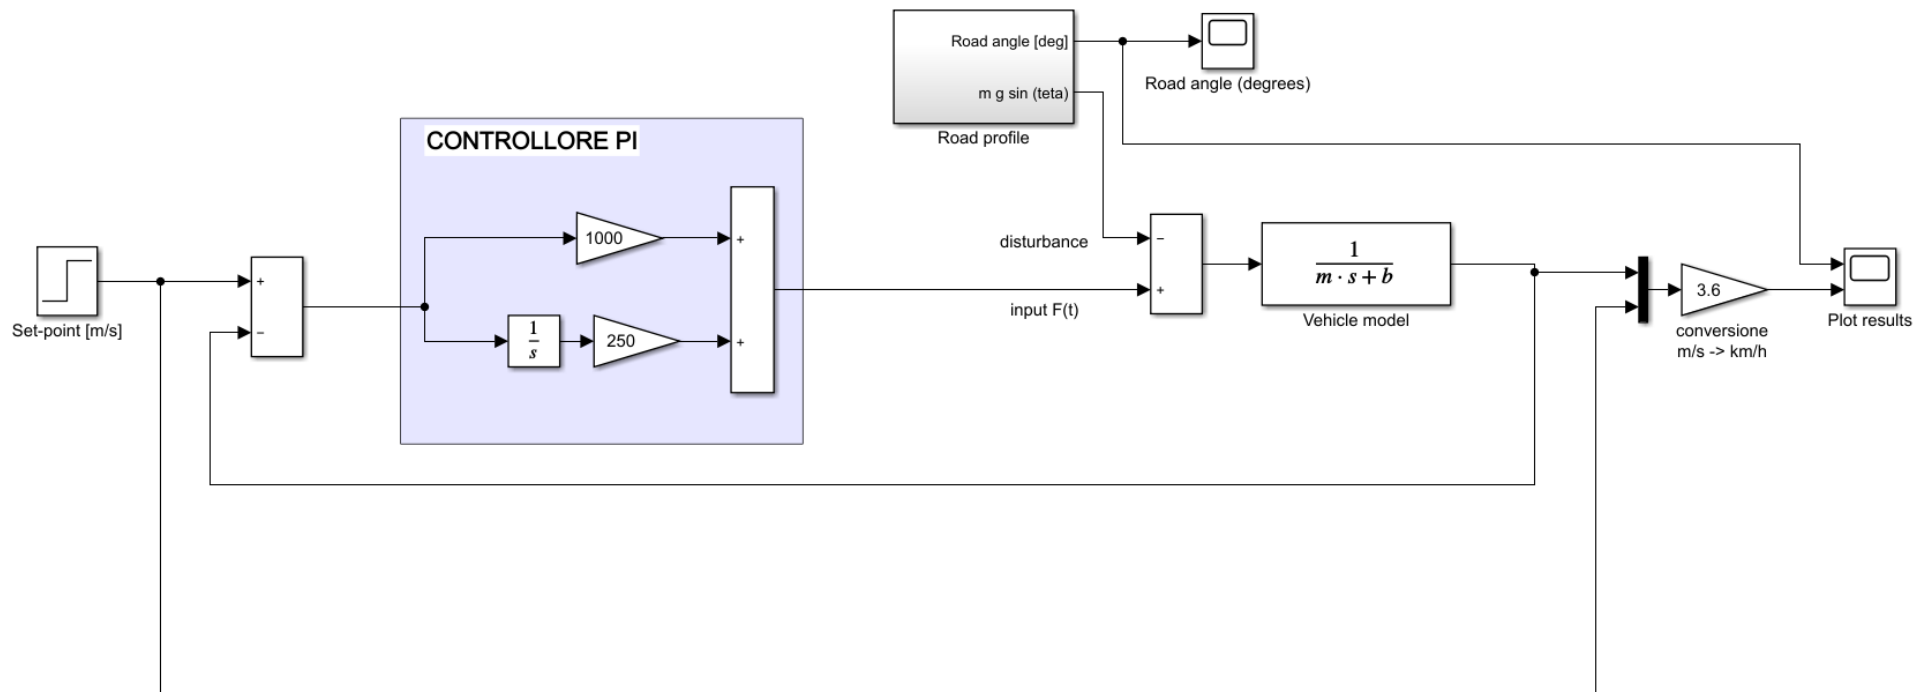 Road angle [deg]
m g sin (teta)
Road profile
Road angle (degrees)
CONTROLLORE PI
Set-point [m/s]
+
−
1000
1
s
250
+
+
disturbance
input F(t)
−
+
1
m · s + b
Vehicle model
3.6
conversione
m/s -> km/h
Plot results